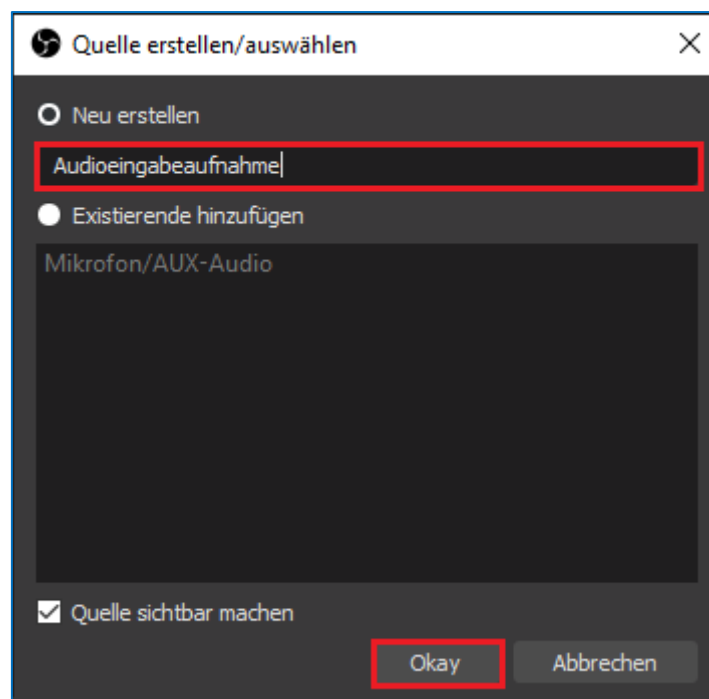 Quelle erstellen/auswählen
Neu erstellen
Audioeingabeaufnahme
Existierende hinzufügen
Mikrofon/AUX-Audio
Quelle sichtbar machen
Okay Abbrechen